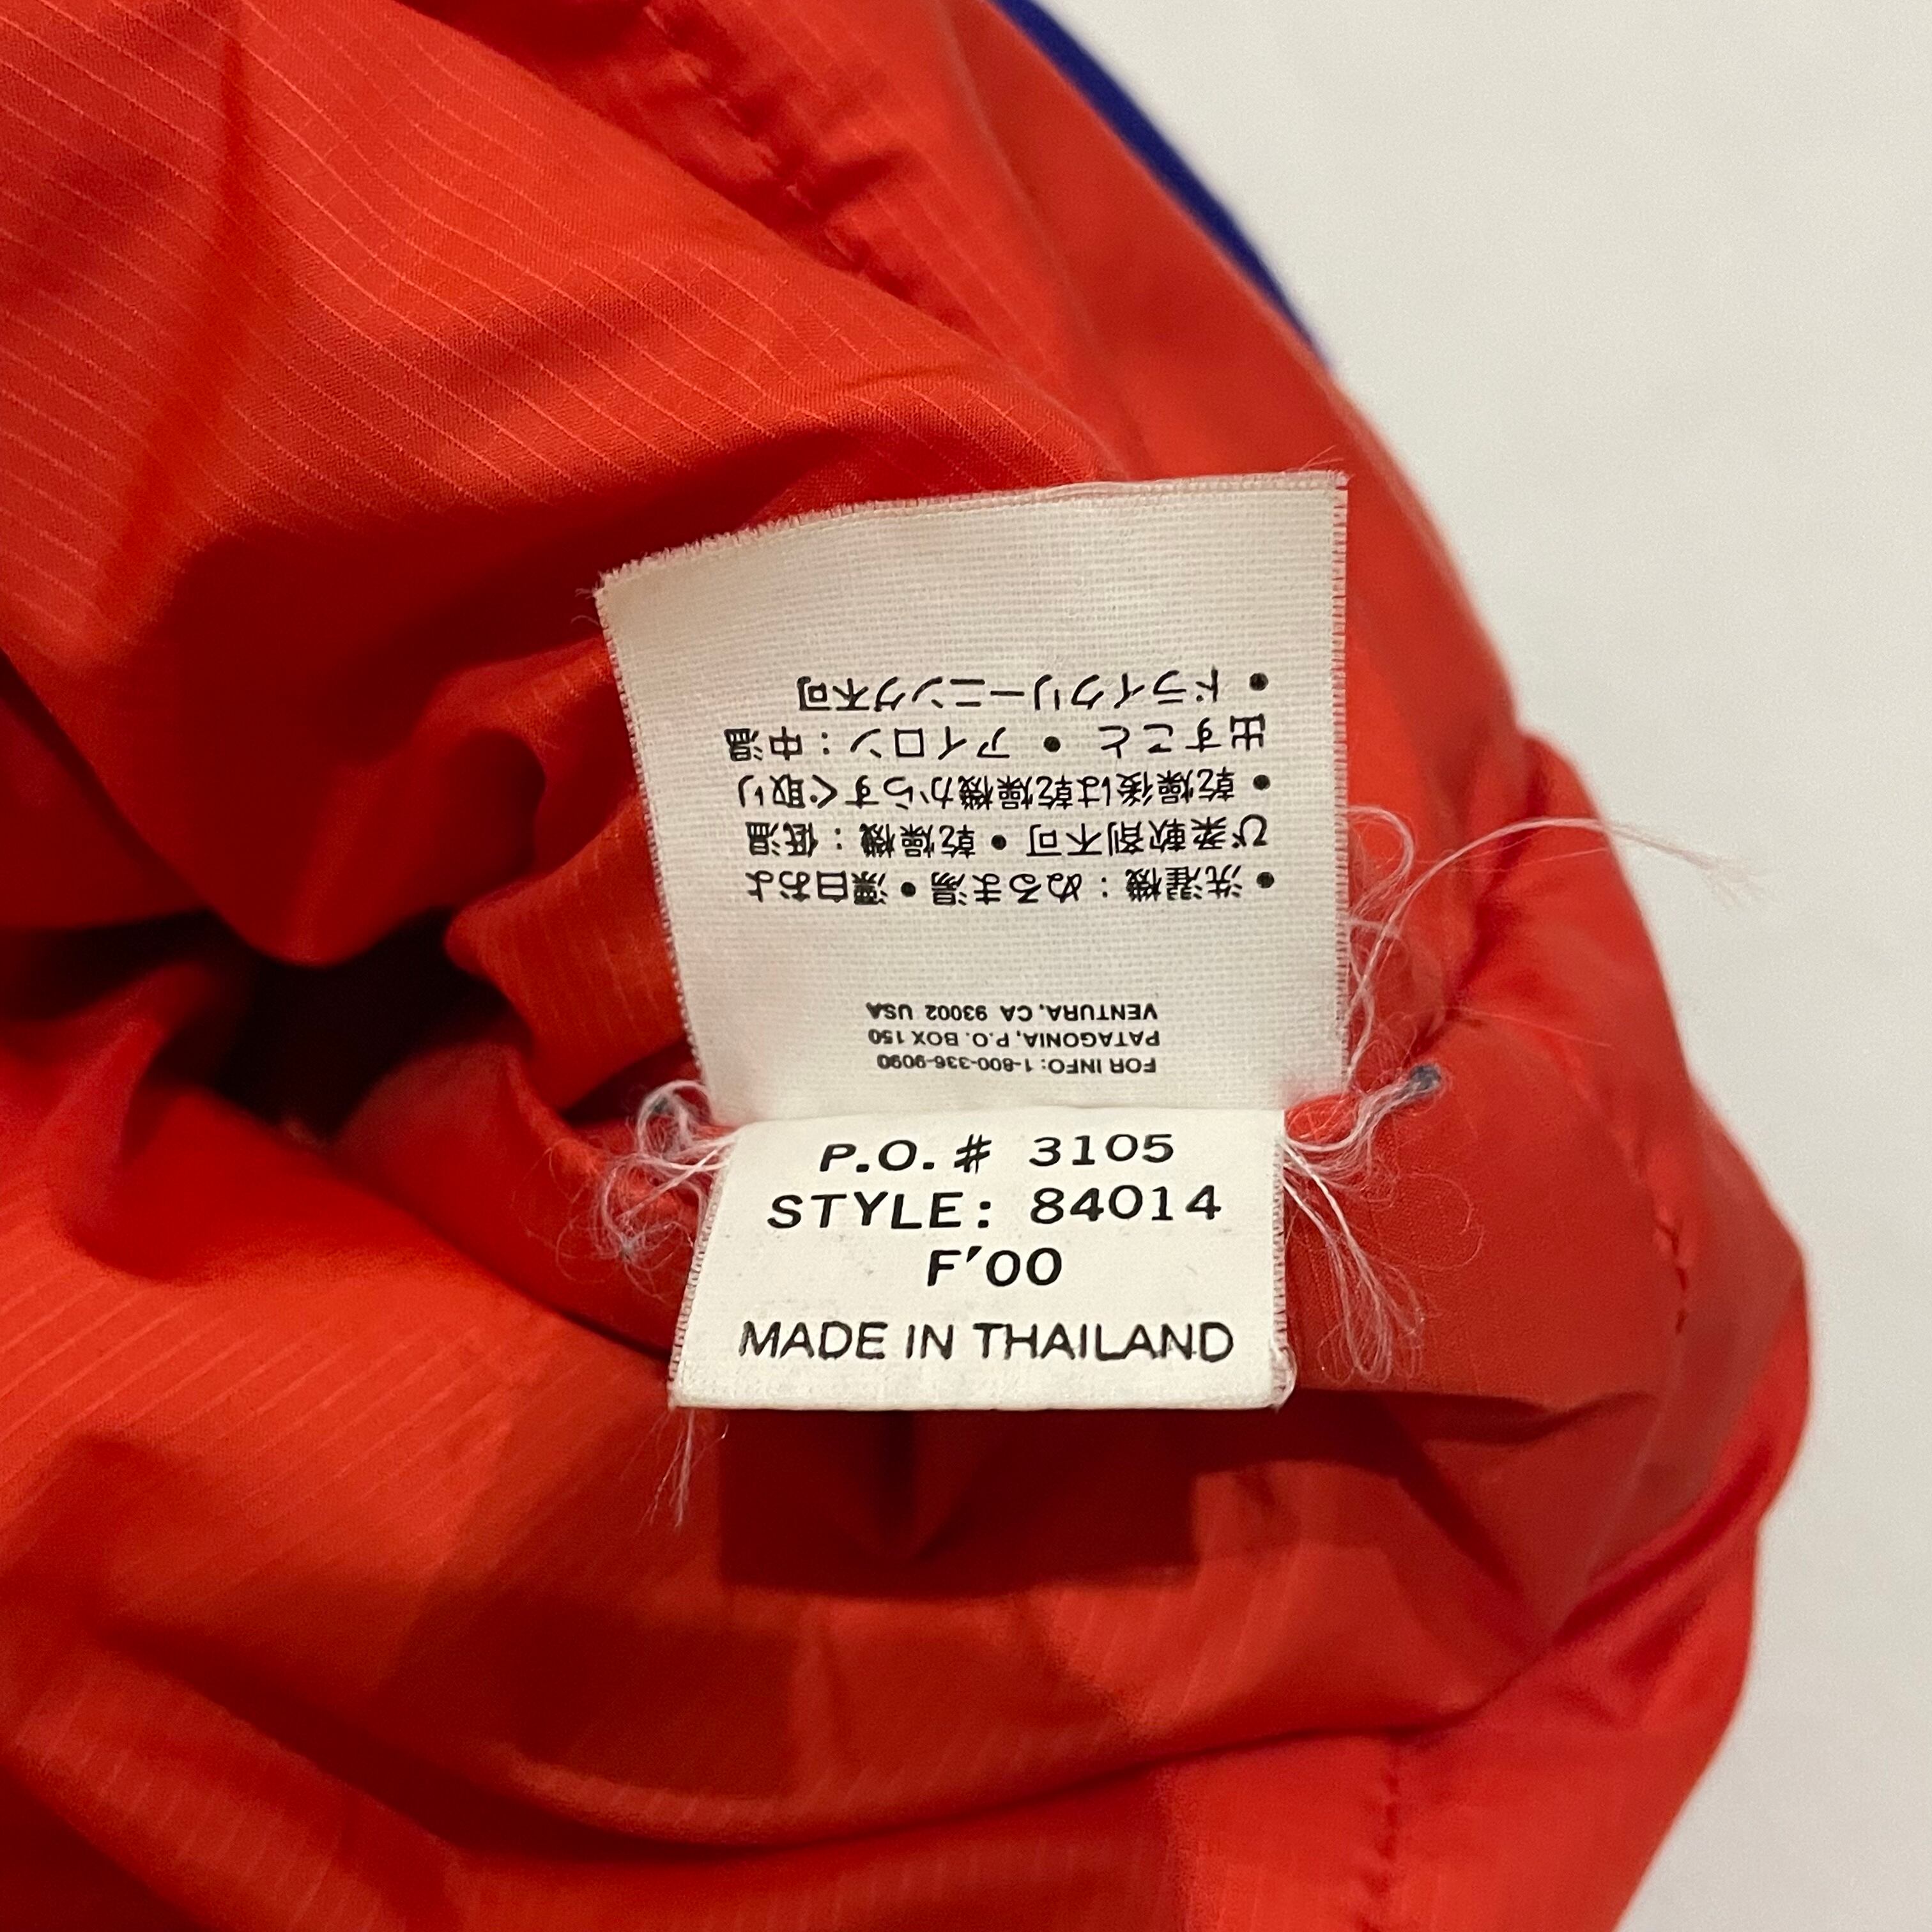 P.O.# 3105
STYLE: 84014
F'00
MADE IN THAILAND
FOR INFO: 1-800-336-9090
PATAGONIA, P.O. BOX 150
VENTURA, CA 93002 USA
•洗濯機：ぬるま湯•漂白およ
び柔軟剤不可•乾燥機：低温
•乾燥後は乾燥機からすぐ取り
出すこと • アイロン：中温
•ドライクリーニング不可